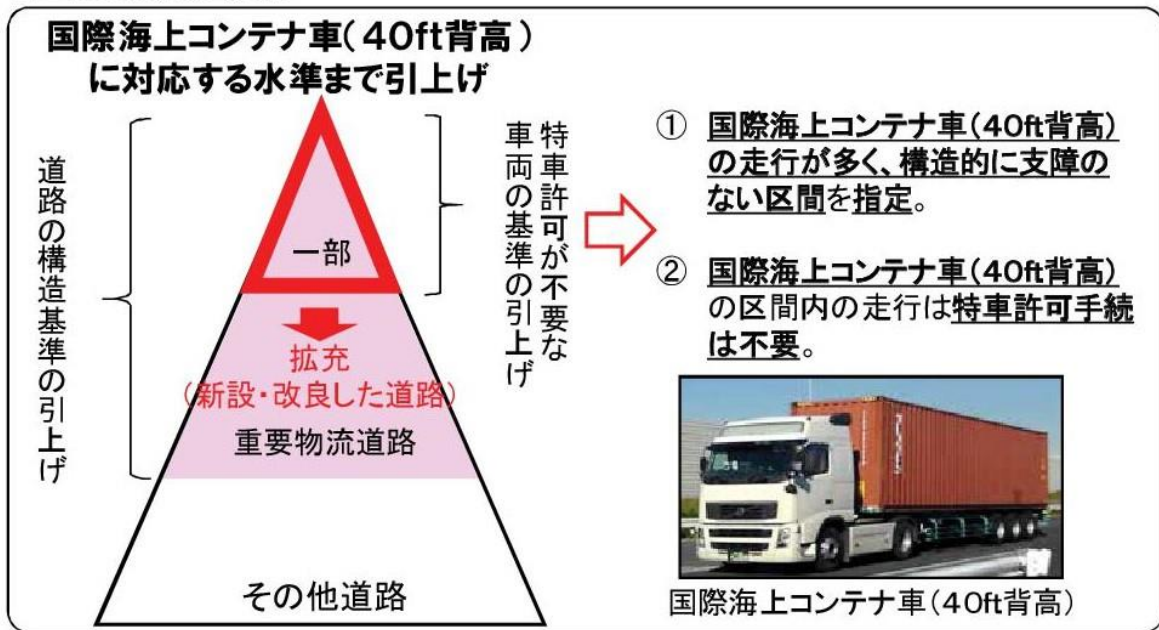 国際海上コンテナ車（40ft背高）
に対応する水準まで引上げ
道路の構造基準の引上げ
特車許可が不要な
車両の基準の引上げ
一部
拡充
（新設・改良した道路）
重要物流道路
その他道路
① 国際海上コンテナ車（40ft背高）
の走行が多く、構造的に支障の
ない区間を指定。
② 国際海上コンテナ車（40ft背高）
の区間内の走行は特車許可手続
は不要。
国際海上コンテナ車（40ft背高）